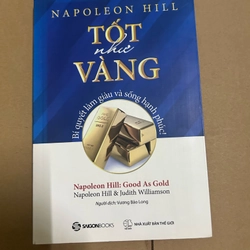 NAPOLEON HILL
TỐT
như
VÀNG
Bí quyết làm giàu và sống hạnh phúc?
Napoleon Hill: Good As Gold
Napoleon Hill & Judith Williamson
Người dịch: Vương Bảo Long
SAIGONBOOKS
NHÀ XUẤT BẢN THẾ GIỚI